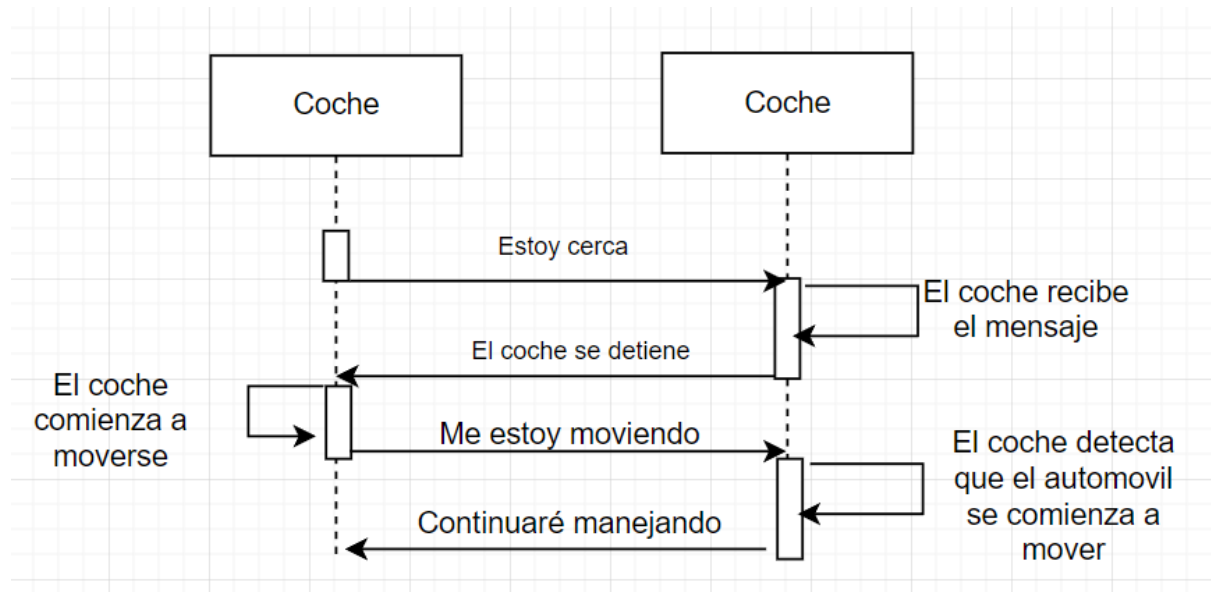 Coche
Coche
Estoy cerca
El coche recibe
el mensaje
El coche se detiene
El coche
comienza a
moverse
Me estoy moviendo
El coche detecta
que el automovil
se comienza a
mover
Continuaré manejando